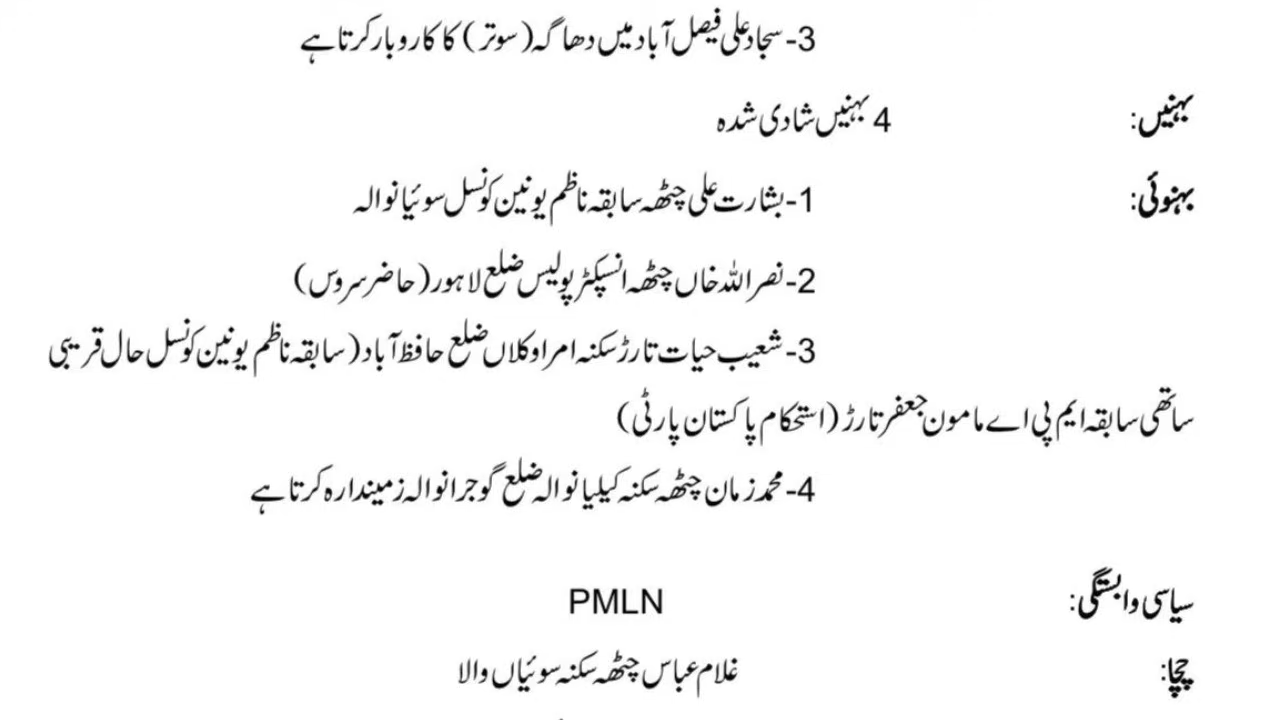 3- سجاد علی فیصل آباد میں دھاگہ (سوتر) کا کاروبار کرتا ہے
بہنیں: 4 بہنیں شادی شدہ
بہنوئی: 1- بشارت علی چٹھہ سابقہ ناظم یونین کونسل سوئیانوالہ
2- نصراللہ خاں چٹھہ انسپکٹر پولیس ضلع لاہور (حاضر سروس)
3- شعیب حیات تارڑ سکنہ امراو کلاں ضلع حافظ آباد (سابقہ ناظم یونین کونسل حال قریبی
ساتھی سابقہ ایم پی اے مامون جعفر تارڑ (استحکام پاکستان پارٹی)
4- محمد زمان چٹھہ سکنہ کیلیانوالہ ضلع گوجرانوالہ زمیندارہ کرتا ہے
سیاسی وابستگی: PMLN
چچا: غلام عباس چٹھہ سکنہ سوئیاں والا